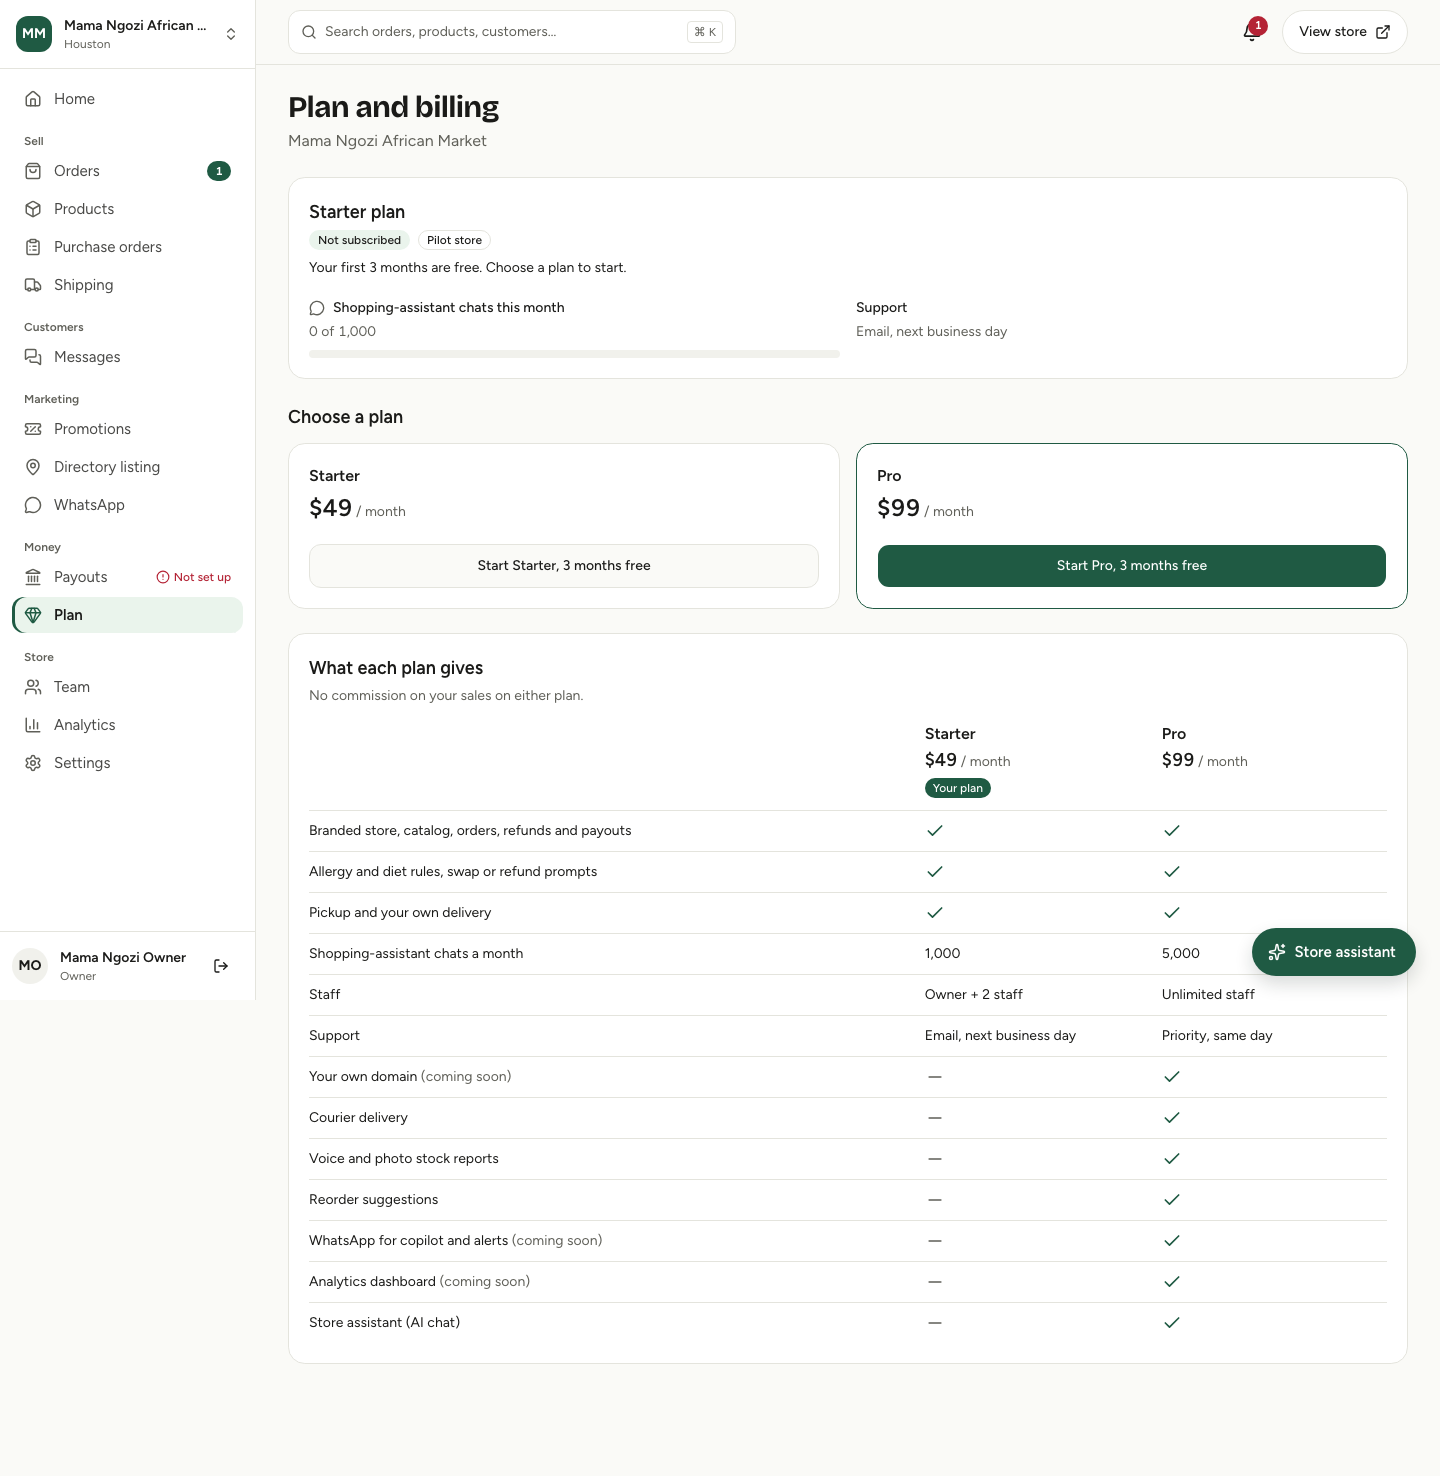 MM
Mama Ngozi African ...
Houston
Search orders, products, customers...
⌘ K
1
View store
Home
Sell
Orders
1
Products
Purchase orders
Shipping
Customers
Messages
Marketing
Promotions
Directory listing
WhatsApp
Money
Payouts
Not set up
Plan
Store
Team
Analytics
Settings
MO
Mama Ngozi Owner
Owner
Plan and billing
Mama Ngozi African Market
Starter plan
Not subscribed
Pilot store
Your first 3 months are free. Choose a plan to start.
Shopping-assistant chats this month
0 of 1,000
Support
Email, next business day
Choose a plan
Starter
$49 / month
Start Starter, 3 months free
Pro
$99 / month
Start Pro, 3 months free
What each plan gives
No commission on your sales on either plan.
Starter
$49 / month
Your plan
Pro
$99 / month
Branded store, catalog, orders, refunds and payouts
Allergy and diet rules, swap or refund prompts
Pickup and your own delivery
Shopping-assistant chats a month 1,000 5,000
Store assistant
Staff Owner + 2 staff Unlimited staff
Support Email, next business day Priority, same day
Your own domain (coming soon) —
Courier delivery —
Voice and photo stock reports —
Reorder suggestions —
WhatsApp for copilot and alerts (coming soon) —
Analytics dashboard (coming soon) —
Store assistant (AI chat) —